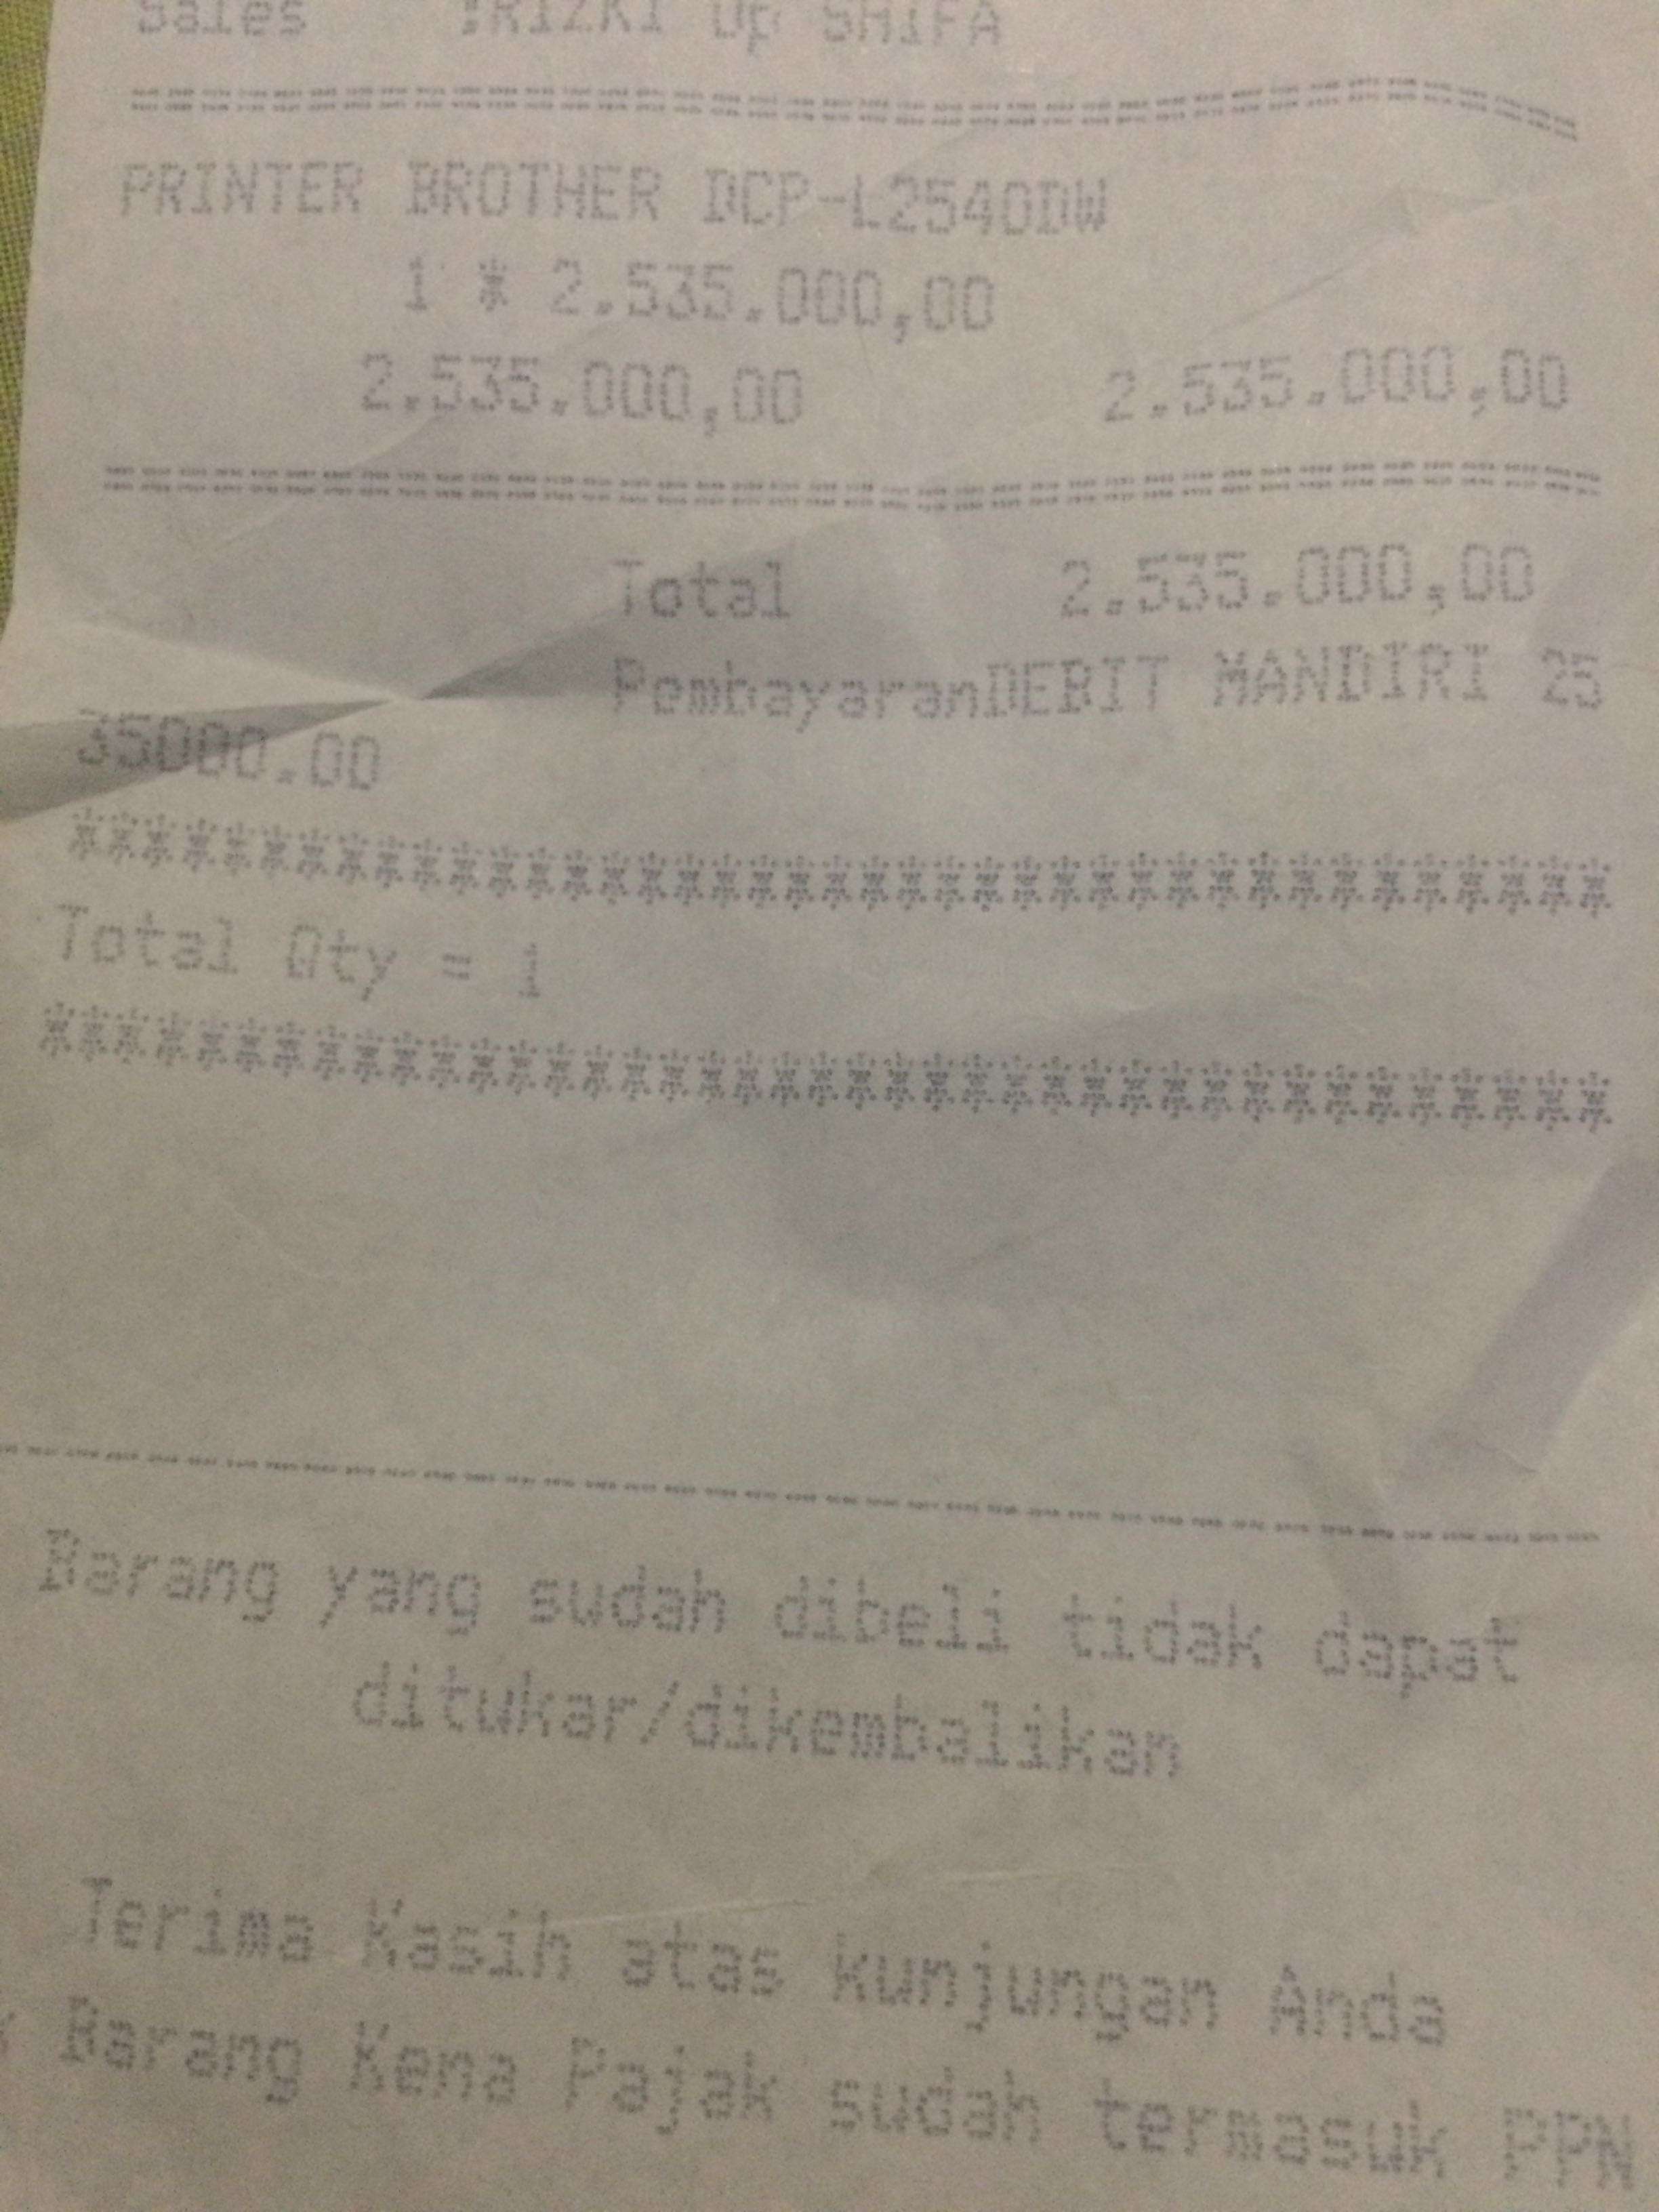 Sales :RIZKI Up SHIFA
PRINTER BROTHER DCP-L2540DW
1 * 2.535.000,00
2.535.000,00 2.535.000,00
Total 2.535.000,00
PembayaranDEBIT MANDIRI 25
35000.00
****************************************
Total Qty = 1
****************************************
Barang yang sudah dibeli tidak dapat
ditukar/dikembalikan
Terima Kasih atas kunjungan Anda
Barang Kena Pajak sudah termasuk PPN